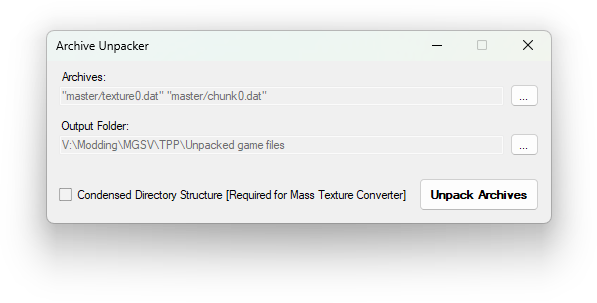 Archive Unpacker
Archives:
"master/texture0.dat" "master/chunk0.dat"
...
Output Folder:
V:\Modding\MGSV\TPP\Unpacked game files
...
Condensed Directory Structure [Required for Mass Texture Converter]
Unpack Archives